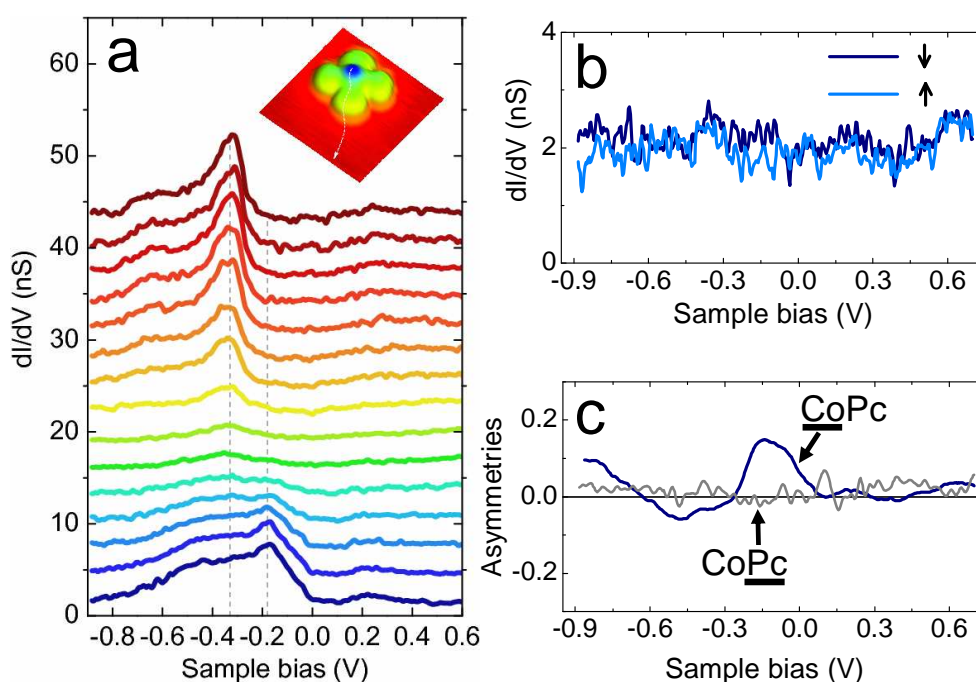 a
60
50
40
30
20
10
0
dI/dV (nS)
-0.8 -0.6 -0.4 -0.2 0.0 0.2 0.4 0.6
Sample bias (V)
b
4
2
0
dI/dV (nS)
↓
↑
-0.9 -0.6 -0.3 0.0 0.3 0.6
Sample bias (V)
c
0.2
0.0
-0.2
Asymmetries
CoPc
CoPc
-0.9 -0.6 -0.3 0.0 0.3 0.6
Sample bias (V)